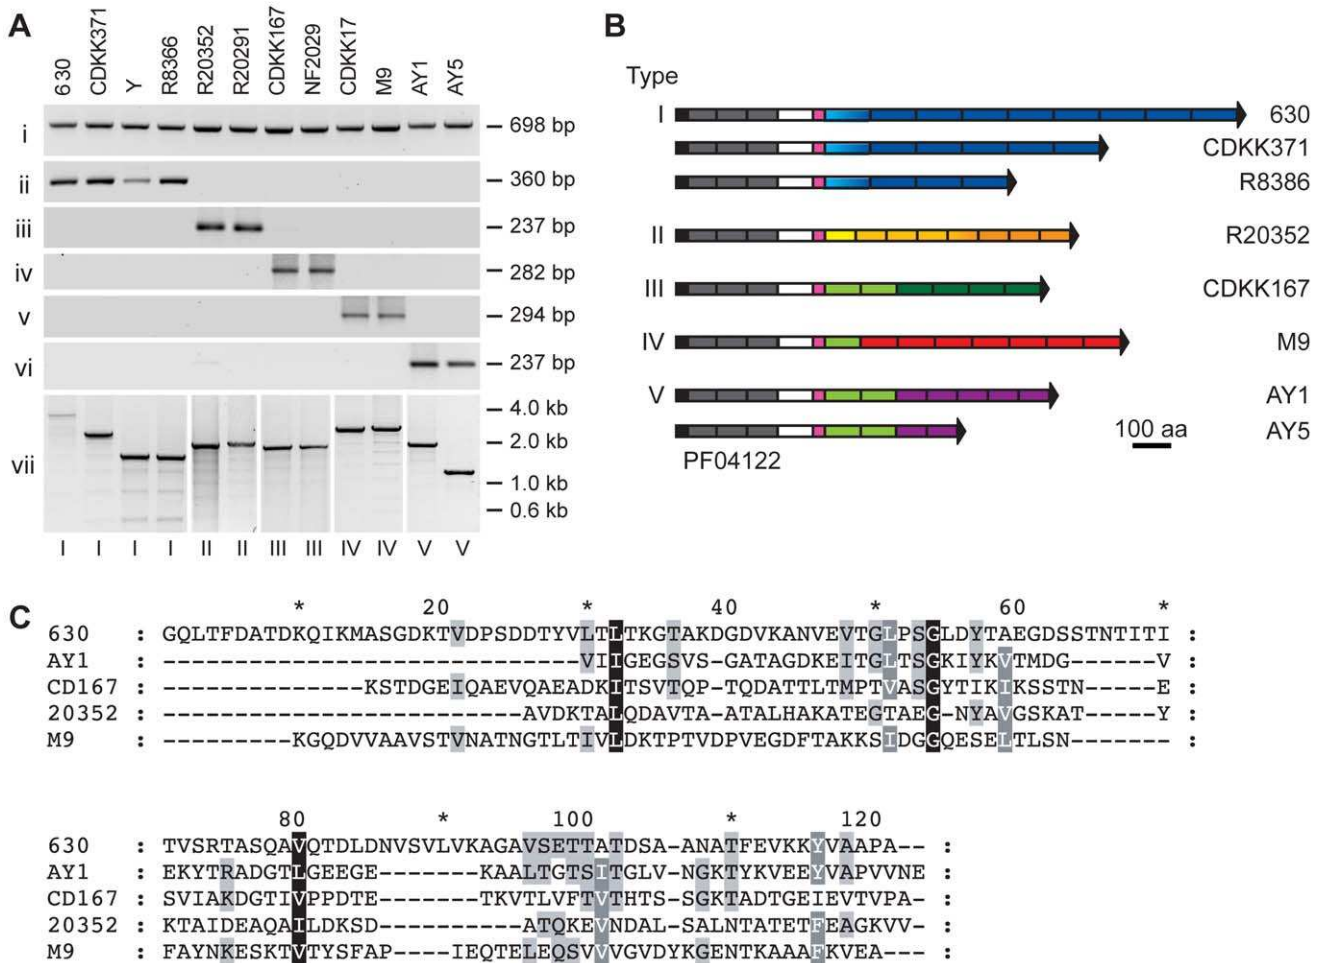 A
630 CDKK371 Y R8366 R20352 R20291 CDKK167 NF2029 CDKK17 M9 AY1 AY5
i 698 bp
ii 360 bp
iii 237 bp
iv 282 bp
v 294 bp
vi 237 bp
vii 4.0 kb
2.0 kb
1.0 kb
0.6 kb
I I I I II II III III IV IV V V
B
Type
I 630
CDKK371
R8386
II R20352
III CDKK167
IV M9
V AY1
AY5
PF04122
100 aa
C
* 20 * 40 * 60 *
630 : GQLTFDATDKQIKMASGDKTVDPSDDTYVLTLTKGTAKDGDVKANVEVTGLPSGLDYTAEGDSSTNTITI :
AY1 : -----------------------------VIIGEGSVS-GATAGDKEITGLTSGKIYKVTMDG------V :
CD167 : --------------KSTDGEIQAEVQAEADKITSVTQP-TQDATTLTMPTVASGYTIKIKSSTN-----E :
20352 : -------------------------AVDKTALQDAVTA-ATALHAKATEGTAEG-NYAVGSKAT-----Y :
M9 : ---------KGQDVVAAVSTVNATNGTLTIVLDKTPTVDPVEGDFTAKKSIDGGQESELTLSN------- :
80 * 100 * 120
630 : TVSRTASQAVQTDLDNVSVLVKAGAVSETTATDSA-ANATFEVKKYVAAPA-- :
AY1 : EKYTRADGTLGEEGE------KAALTGTSITGLV-NGKTYKVEEYVAPVVNE :
CD167 : SVIAKDGTIVPPDTE------TKVTLVFTVTHTSS-SGKTADTGEIEVTVPA- :
20352 : KTAIDEAQAILDKSD----------ATQKEVNDAL-SALNTATETFEAGKVV-- :
M9 : FAYNKESKTVTYSFAP-----IEQTELEQSVVVGVDYKGENTKAAAFKVEA---- :